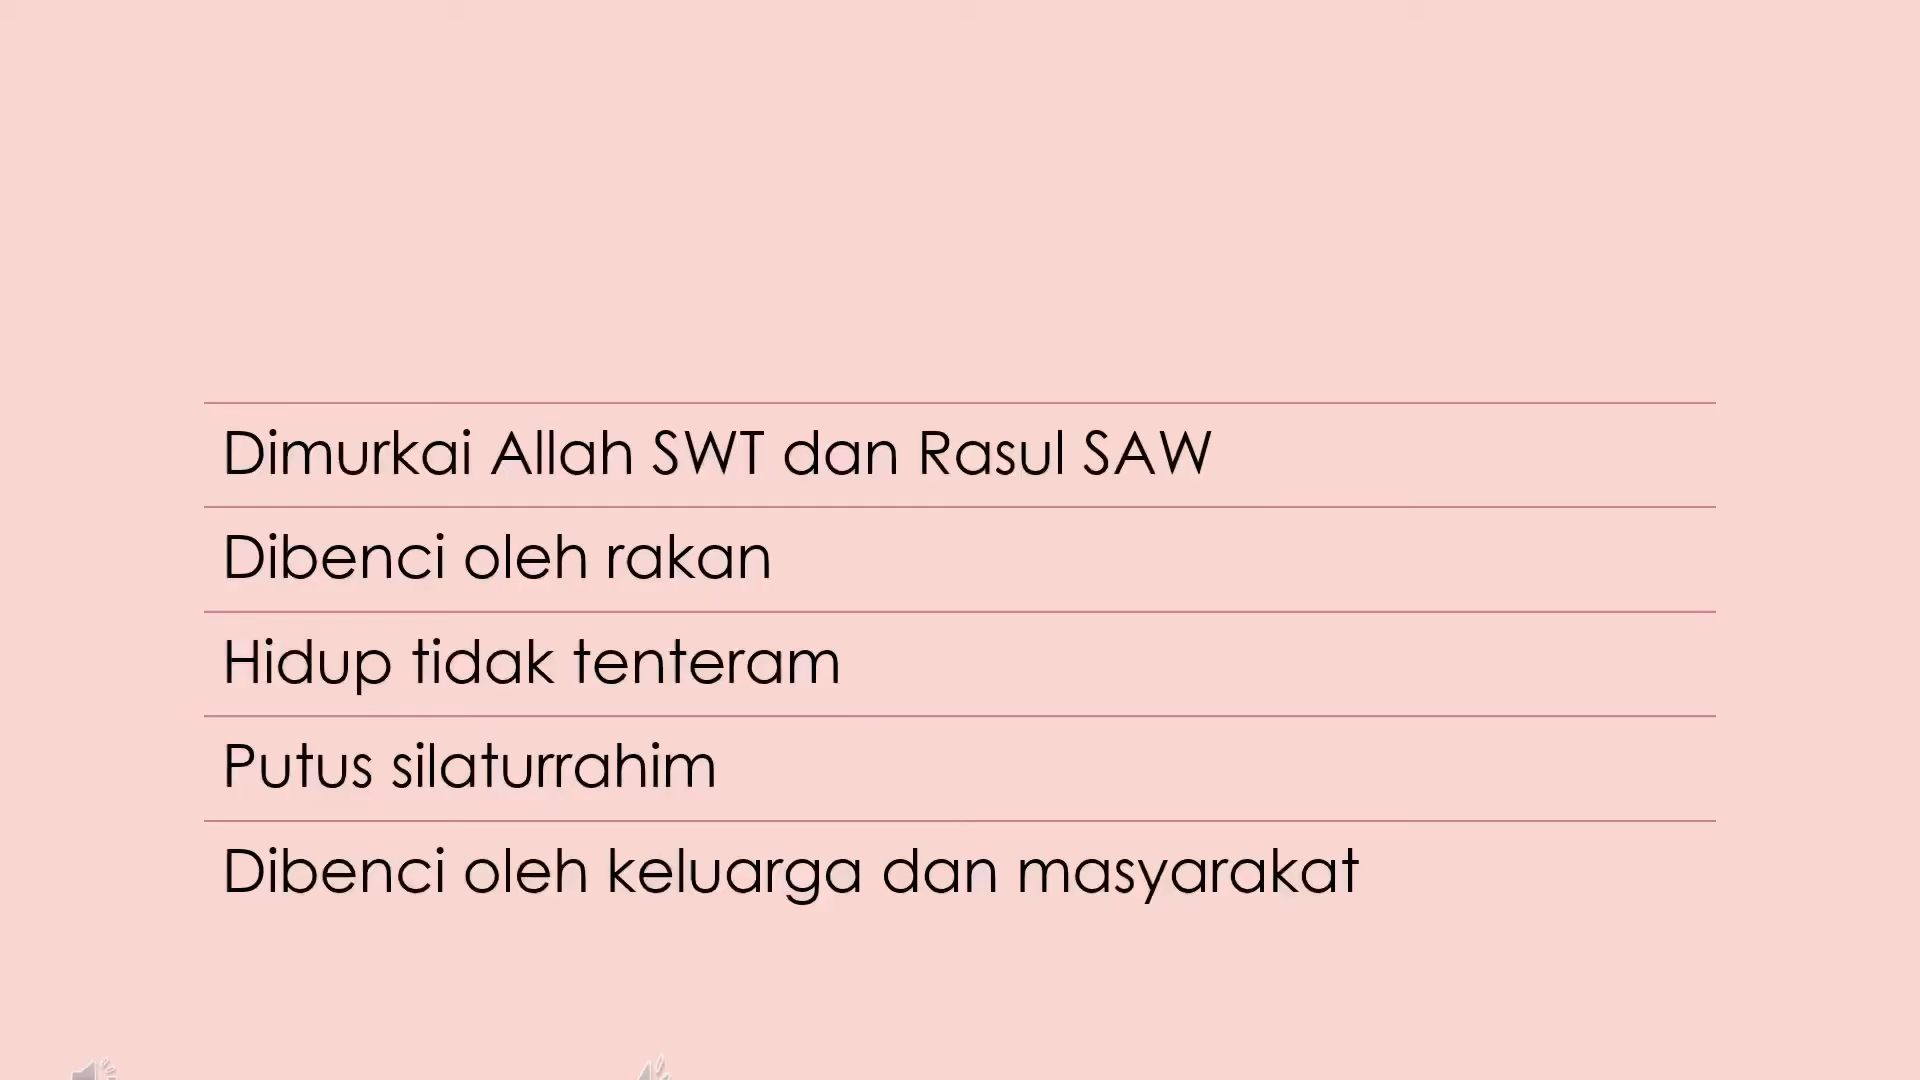 Dimurkai Allah SWT dan Rasul SAW
Dibenci oleh rakan
Hidup tidak tenteram
Putus silaturrahim
Dibenci oleh keluarga dan masyarakat